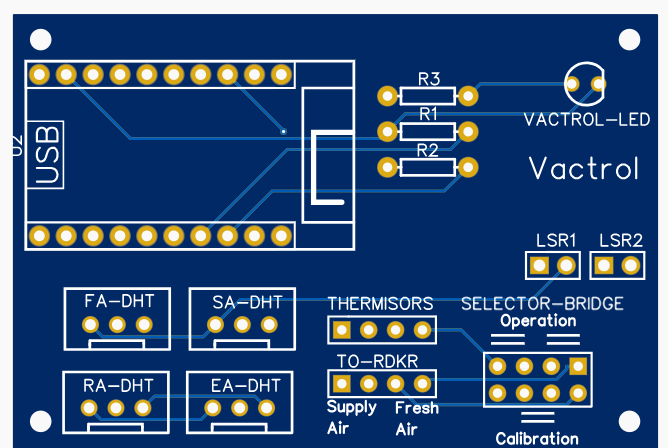 R3
R1
R2
VACTROL-LED
U2
USB
Vactrol
LSR1
LSR2
FA-DHT
SA-DHT
THERMISORS
SELECTOR-BRIDGE
Operation
RA-DHT
EA-DHT
TO-RDKR
Supply
Air
Fresh
Air
Calibration